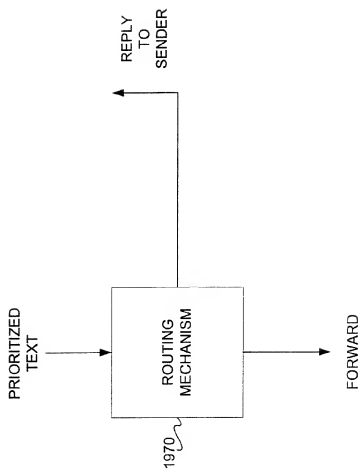 PRIORITIZED
TEXT
REPLY
TO
SENDER
ROUTING
MECHANISM
1970
FORWARD